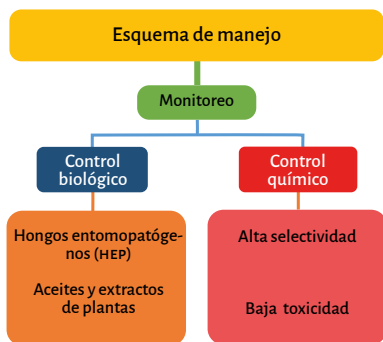 Esquema de manejo
Monitoreo
Control
biológico
Control
químico
Hongos entomopatóge-
nos (HEP)
Aceites y extractos
de plantas
Alta selectividad
Baja toxicidad